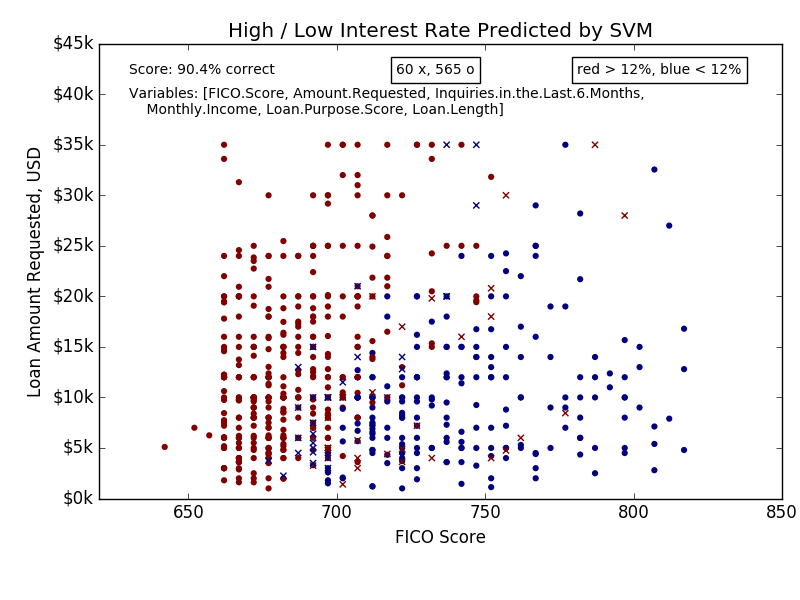 High / Low Interest Rate Predicted by SVM
Score: 90.4% correct
60 x, 565 o
red > 12%, blue < 12%
Variables: [FICO.Score, Amount.Requested, Inquiries.in.the.Last.6.Months,
Monthly.Income, Loan.Purpose.Score, Loan.Length]
Loan Amount Requested, USD
$45k
$40k
$35k
$30k
$25k
$20k
$15k
$10k
$5k
$0k
650 700 750 800 850
FICO Score